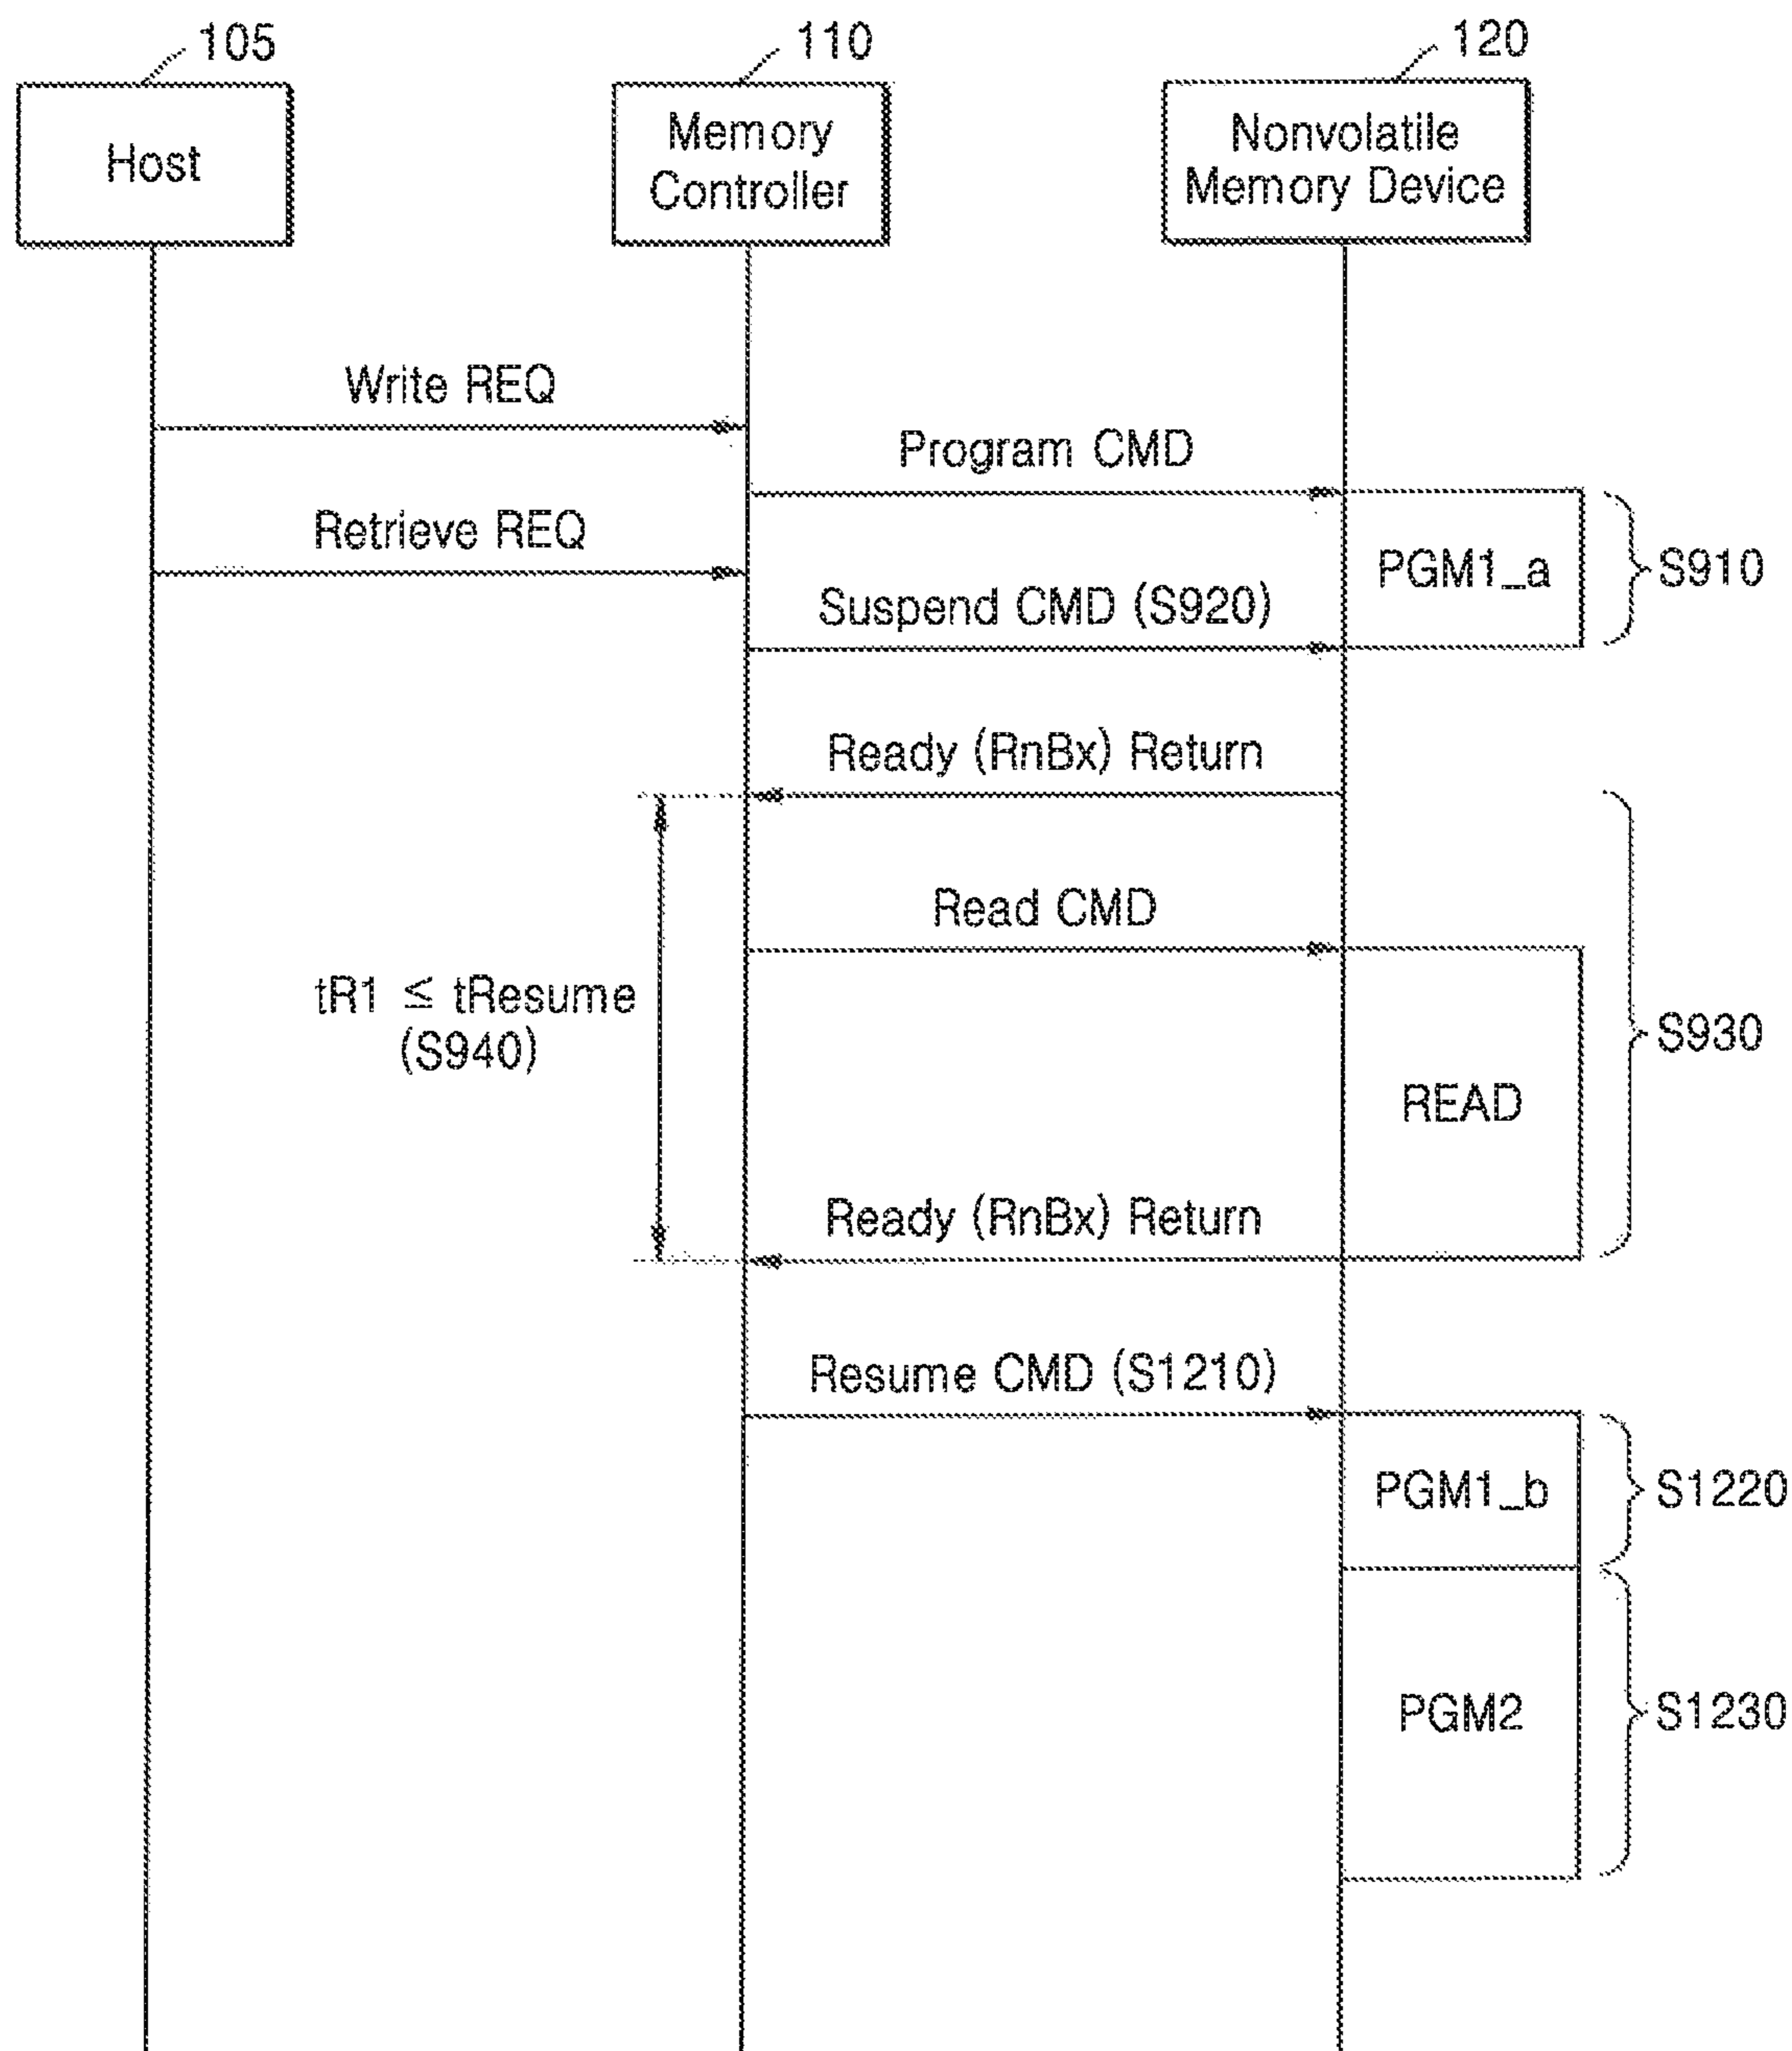 105
110
120
Host
Memory
Controller
Nonvolatile
Memory Device
Write REQ
Program CMD
Retrieve REQ
PGM1_a
S910
Suspend CMD (S920)
Ready (RnBx) Return
Read CMD
tR1 ≤ tResume
(S940)
S930
READ
Ready (RnBx) Return
Resume CMD (S1210)
PGM1_b
S1220
PGM2
S1230